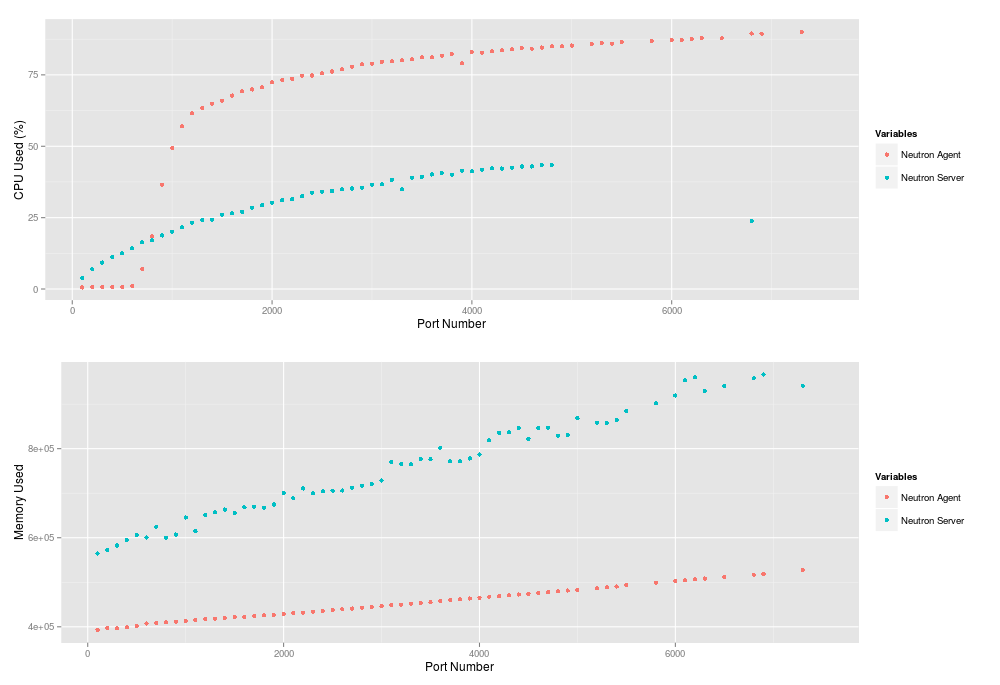 CPU Used (%)
75
50
25
0
0
2000
4000
6000
Port Number
Variables
Neutron Agent
Neutron Server
Memory Used
8e+05
6e+05
4e+05
0
2000
4000
6000
Port Number
Variables
Neutron Agent
Neutron Server